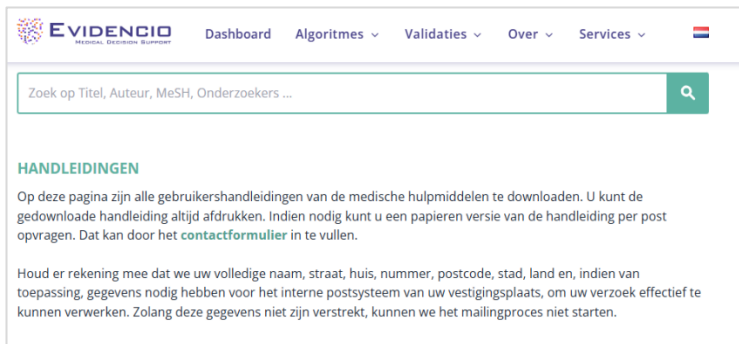 EVIDENCIO
MEDICAL DECISION SUPPORT
Dashboard Algoritmes Validaties Over Services
Zoek op Titel, Auteur, MeSH, Onderzoekers ...
HANDLEIDINGEN
Op deze pagina zijn alle gebruikershandleidingen van de medische hulpmiddelen te downloaden. U kunt de
gedownloade handleiding altijd afdrukken. Indien nodig kunt u een papieren versie van de handleiding per post
opvragen. Dat kan door het contactformulier in te vullen.
Houd er rekening mee dat we uw volledige naam, straat, huis, nummer, postcode, stad, land en, indien van
toepassing, gegevens nodig hebben voor het interne postsysteem van uw vestigingsplaats, om uw verzoek effectief te
kunnen verwerken. Zolang deze gegevens niet zijn verstrekt, kunnen we het mailingproces niet starten.